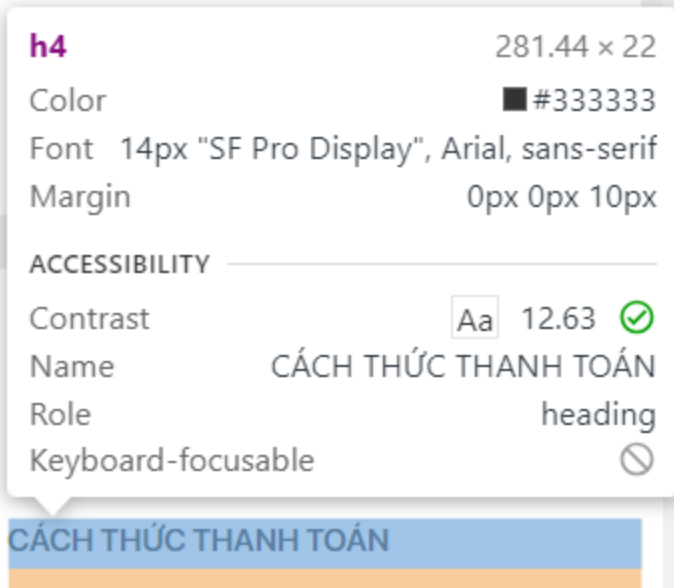 h4 281.44 × 22
Color #333333
Font 14px "SF Pro Display", Arial, sans-serif
Margin 0px 0px 10px
ACCESSIBILITY
Contrast Aa 12.63
Name CÁCH THỨC THANH TOÁN
Role heading
Keyboard-focusable
CÁCH THỨC THANH TOÁN